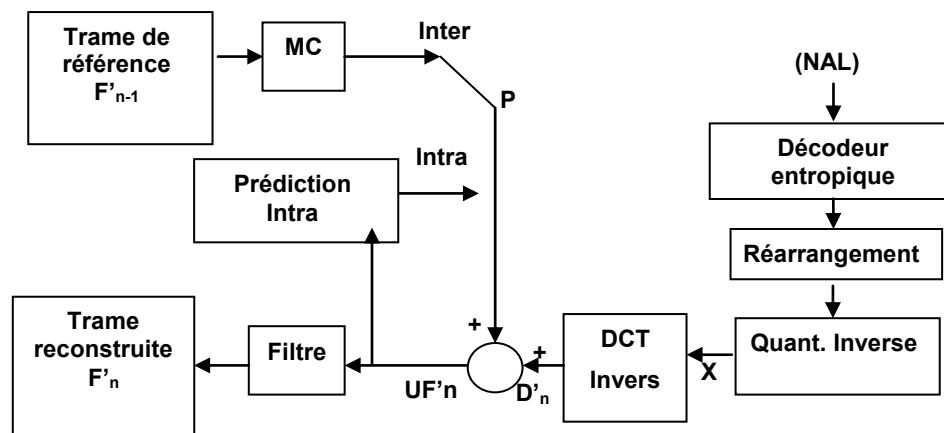 Trame de
référence
F'n-1
MC
Inter
P
(NAL)
Décodeur
entropique
Intra
Prédiction
Intra
Réarrangement
Trame
reconstruite
F'n
Filtre
+
+
DCT
Invers
Quant. Inverse
X
UF'n
D'n